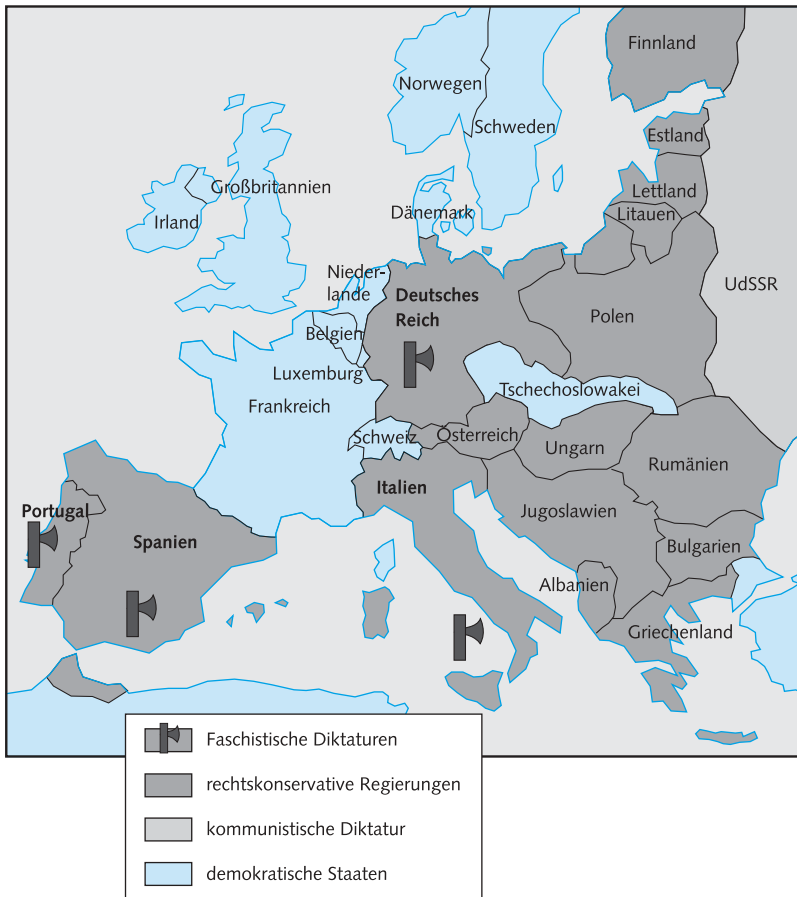 Finnland
Norwegen
Schweden
Estland
Lettland
Litauen
Großbritannien
Irland
Dänemark
UdSSR
Nieder-
lande
Deutsches
Reich
Polen
Belgien
Luxemburg
Tschechoslowakei
Frankreich
Schweiz
Österreich
Ungarn
Rumänien
Italien
Portugal
Spanien
Jugoslawien
Bulgarien
Albanien
Griechenland
Faschistische Diktaturen
rechtskonservative Regierungen
kommunistische Diktatur
demokratische Staaten